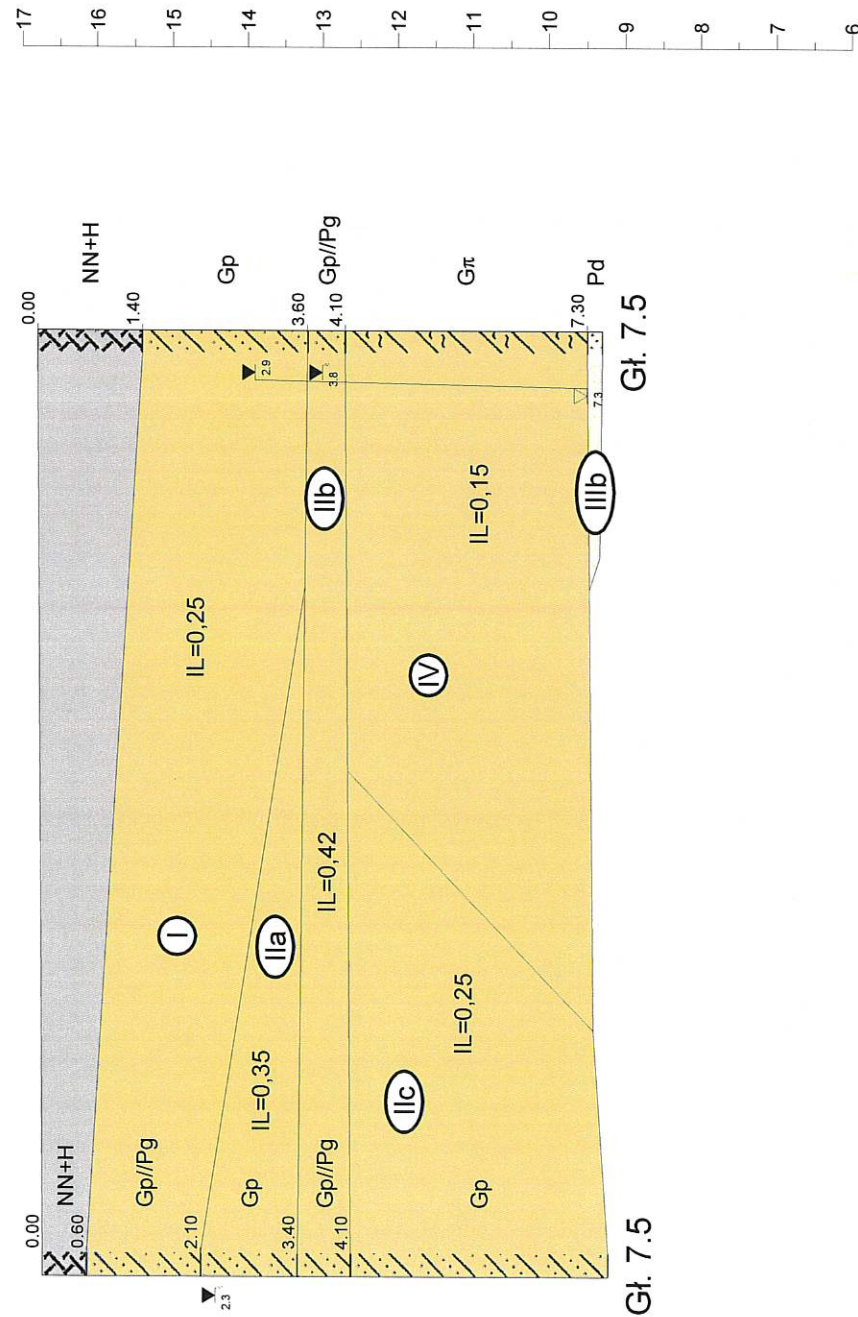 17
16
15
14
13
12
11
10
9
8
7
6
0.00
NN+H
0.60
Gp//Pg
2.10
Gp
3.40
Gp//Pg
4.10
Gp
Gł. 7.5
2.3
I
IIa
IIb
IIc
IV
IIIb
IL=0,25
IL=0,35
IL=0,42
IL=0,25
IL=0,15
2.9
3.8
7.3
0.00
NN+H
1.40
Gp
3.60
Gp//Pg
4.10
Gπ
7.30
Pd
Gł. 7.5